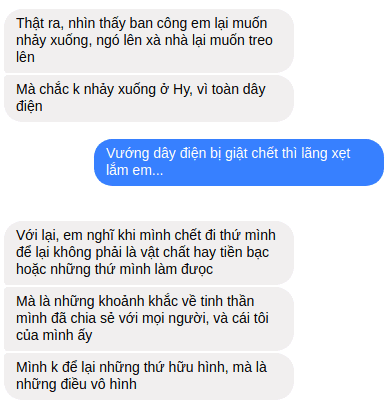 Thật ra, nhìn thấy ban công em lại muốn
nhảy xuống, ngó lên xà nhà lại muốn treo
lên
Mà chắc k nhảy xuống ở Hy, vì toàn dây
điện
Vướng dây điện bị giật chết thì lãng xẹt
lắm em...
Với lại, em nghĩ khi mình chết đi thứ mình
để lại không phải là vật chất hay tiền bạc
hoặc những thứ mình làm được
Mà là những khoảnh khắc về tinh thần
mình đã chia sẻ với mọi người, và cái tôi
của mình ấy
Mình k để lại những thứ hữu hình, mà là
những điều vô hình